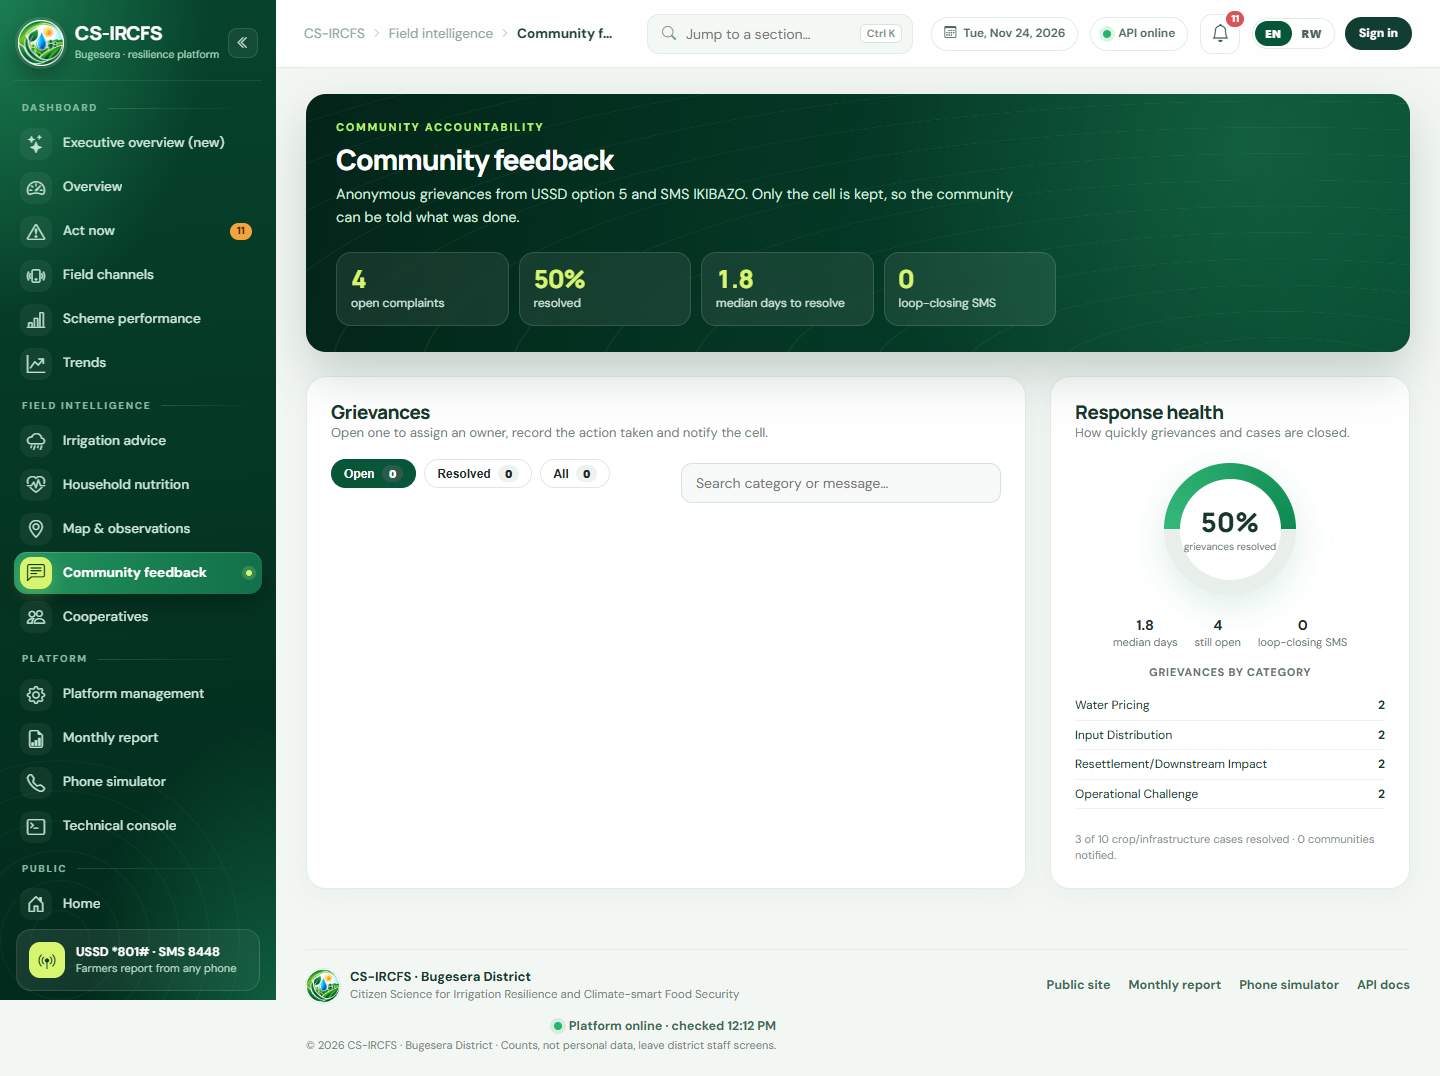 CS-IRCFS
Bugesera · resilience platform
DASHBOARD
Executive overview (new)
Overview
Act now 11
Field channels
Scheme performance
Trends
FIELD INTELLIGENCE
Irrigation advice
Household nutrition
Map & observations
Community feedback
Cooperatives
PLATFORM
Platform management
Monthly report
Phone simulator
Technical console
PUBLIC
Home
USSD *801# · SMS 8448
Farmers report from any phone
CS-IRCFS > Field intelligence > Community f...
Jump to a section... Ctrl K
Tue, Nov 24, 2026
API online
11
EN RW
Sign in
COMMUNITY ACCOUNTABILITY
Community feedback
Anonymous grievances from USSD option 5 and SMS IKIBAZO. Only the cell is kept, so the community
can be told what was done.
4
open complaints
50%
resolved
1.8
median days to resolve
0
loop-closing SMS
Grievances
Open one to assign an owner, record the action taken and notify the cell.
Open 0 Resolved 0 All 0
Search category or message...
Response health
How quickly grievances and cases are closed.
50%
grievances resolved
1.8
median days
4
still open
0
loop-closing SMS
GRIEVANCES BY CATEGORY
Water Pricing 2
Input Distribution 2
Resettlement/Downstream Impact 2
Operational Challenge 2
3 of 10 crop/infrastructure cases resolved · 0 communities
notified.
CS-IRCFS · Bugesera District
Citizen Science for Irrigation Resilience and Climate-smart Food Security
Public site Monthly report Phone simulator API docs
Platform online · checked 12:12 PM
© 2026 CS-IRCFS · Bugesera District · Counts, not personal data, leave district staff screens.